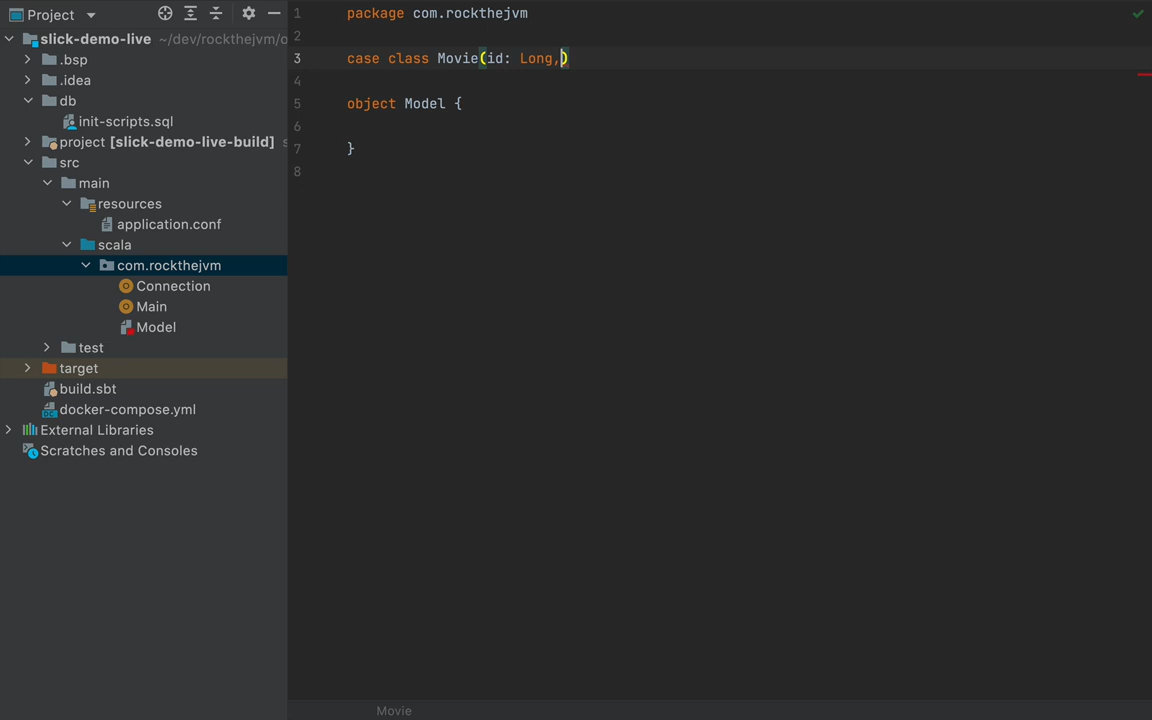 Project
slick-demo-live ~/dev/rockthejvm/o
.bsp
.idea
db
init-scripts.sql
project [slick-demo-live-build] s
src
main
resources
application.conf
scala
com.rockthejvm
Connection
Main
Model
test
target
build.sbt
docker-compose.yml
External Libraries
Scratches and Consoles
1 package com.rockthejvm
2
3 case class Movie(id: Long,)
4
5 object Model {
6
7 }
8
Movie